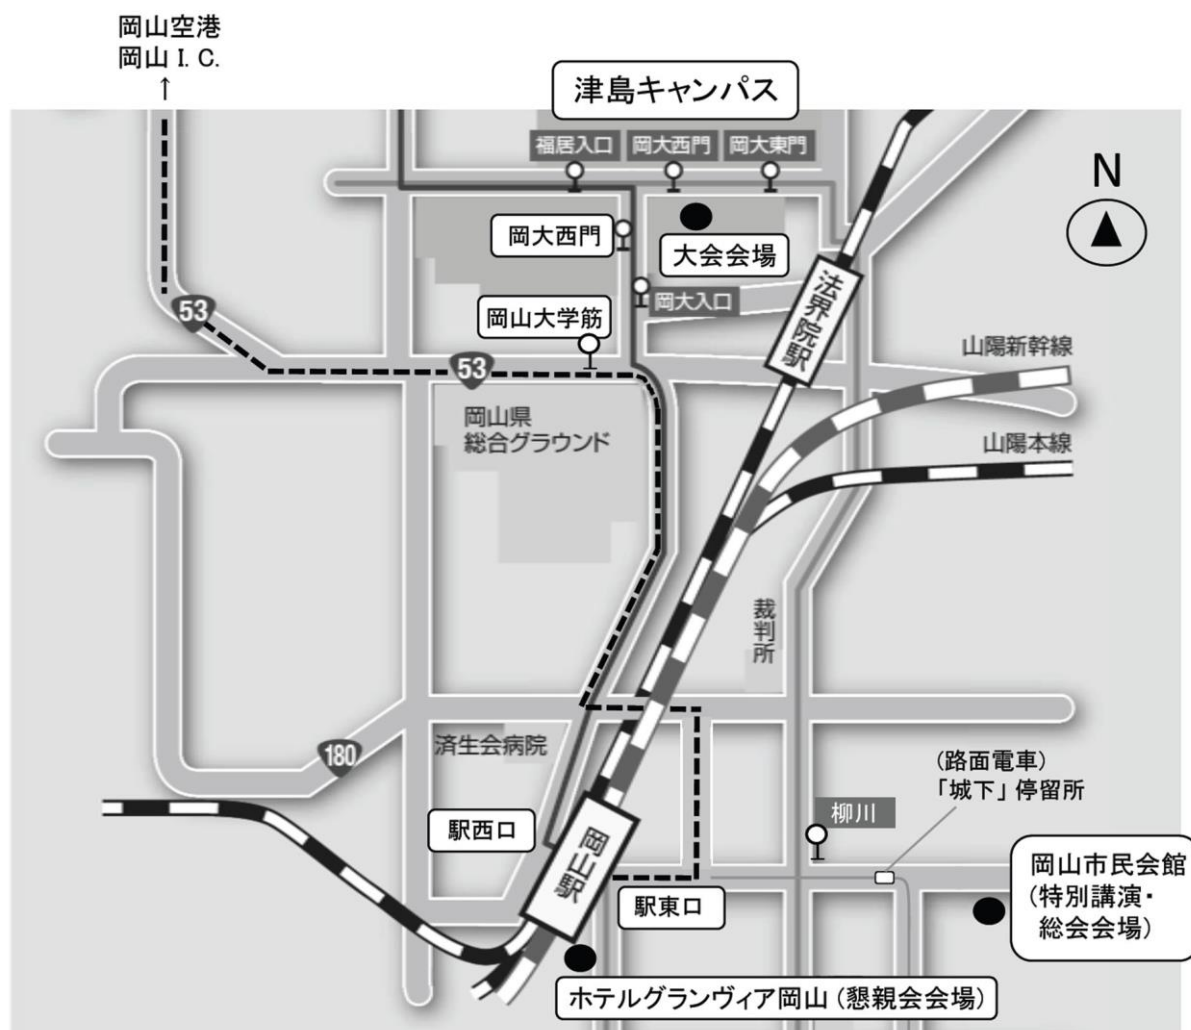 岡山空港
岡山 I. C.
↑
津島キャンパス
福居入口
岡大西門
岡大東門
N
岡大西門
大会会場
岡大入口
法界院駅
53
岡山大学筋
53
山陽新幹線
岡山県
総合グラウンド
山陽本線
裁判所
180
済生会病院
(路面電車)
「城下」停留所
駅西口
柳川
岡山駅
岡山市民会館
(特別講演・
総会会場)
駅東口
ホテルグランヴィア岡山 (懇親会会場)